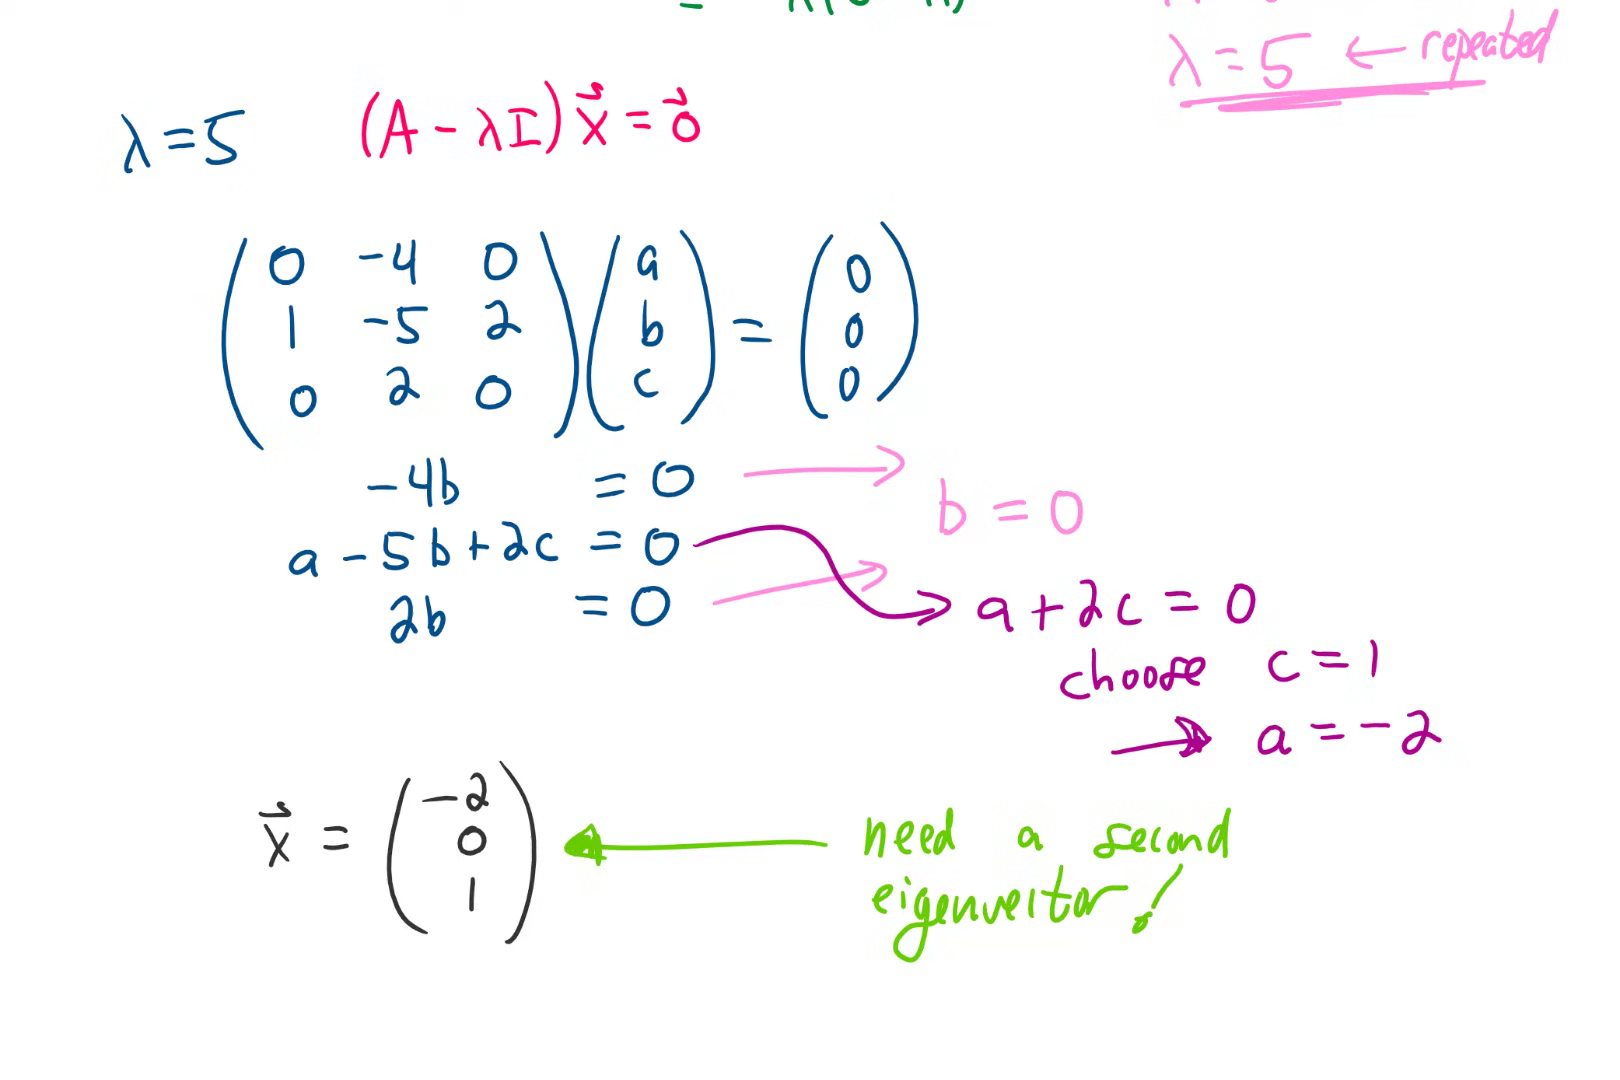 λ = 5 ← repeated
λ = 5 (A - λI) x⃗ = 0⃗
( 0 -4 0 ) ( a ) ( 0 )
( 1 -5 2 ) ( b ) = ( 0 )
( 0 2 0 ) ( c ) ( 0 )
-4b = 0 → b = 0
a - 5b + 2c = 0 → a + 2c = 0
2b = 0 →
choose c = 1
→ a = -2
x⃗ = ( -2 0 1 ) ← need a second
eigenvector!